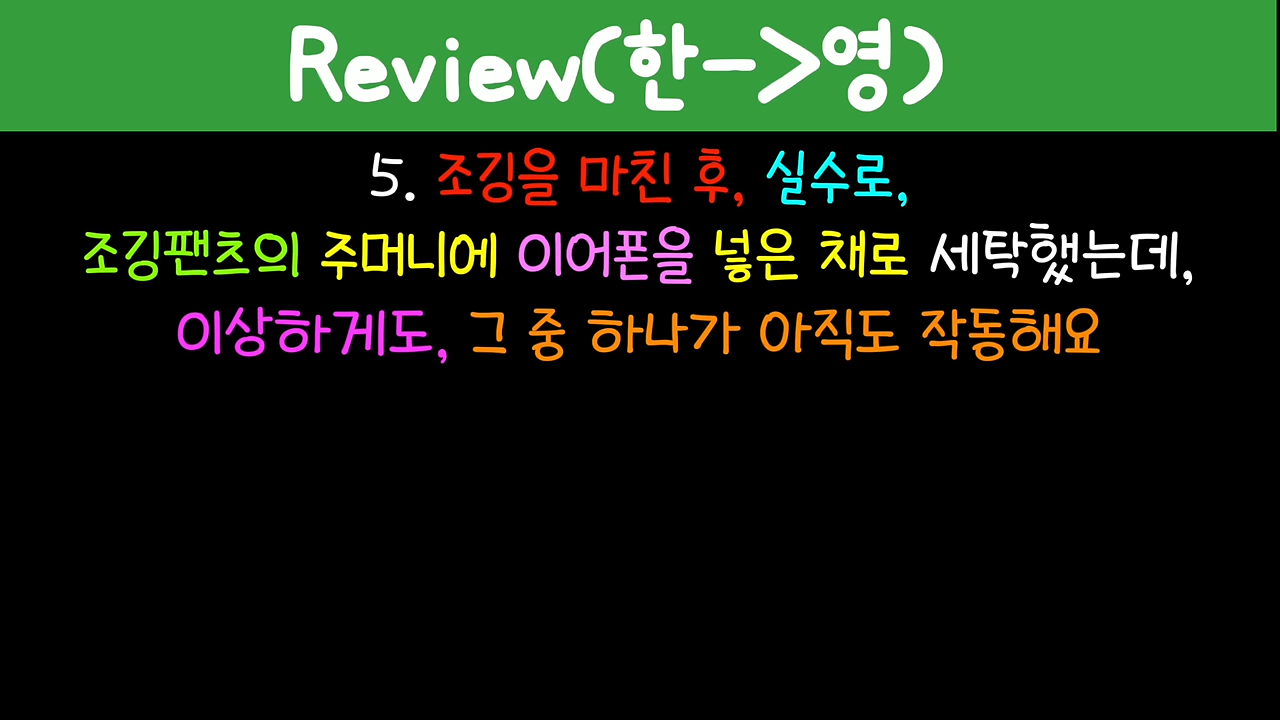 Review(한->영)
5. 조깅을 마친 후, 실수로,
조깅팬츠의 주머니에 이어폰을 넣은 채로 세탁했는데,
이상하게도, 그 중 하나가 아직도 작동해요